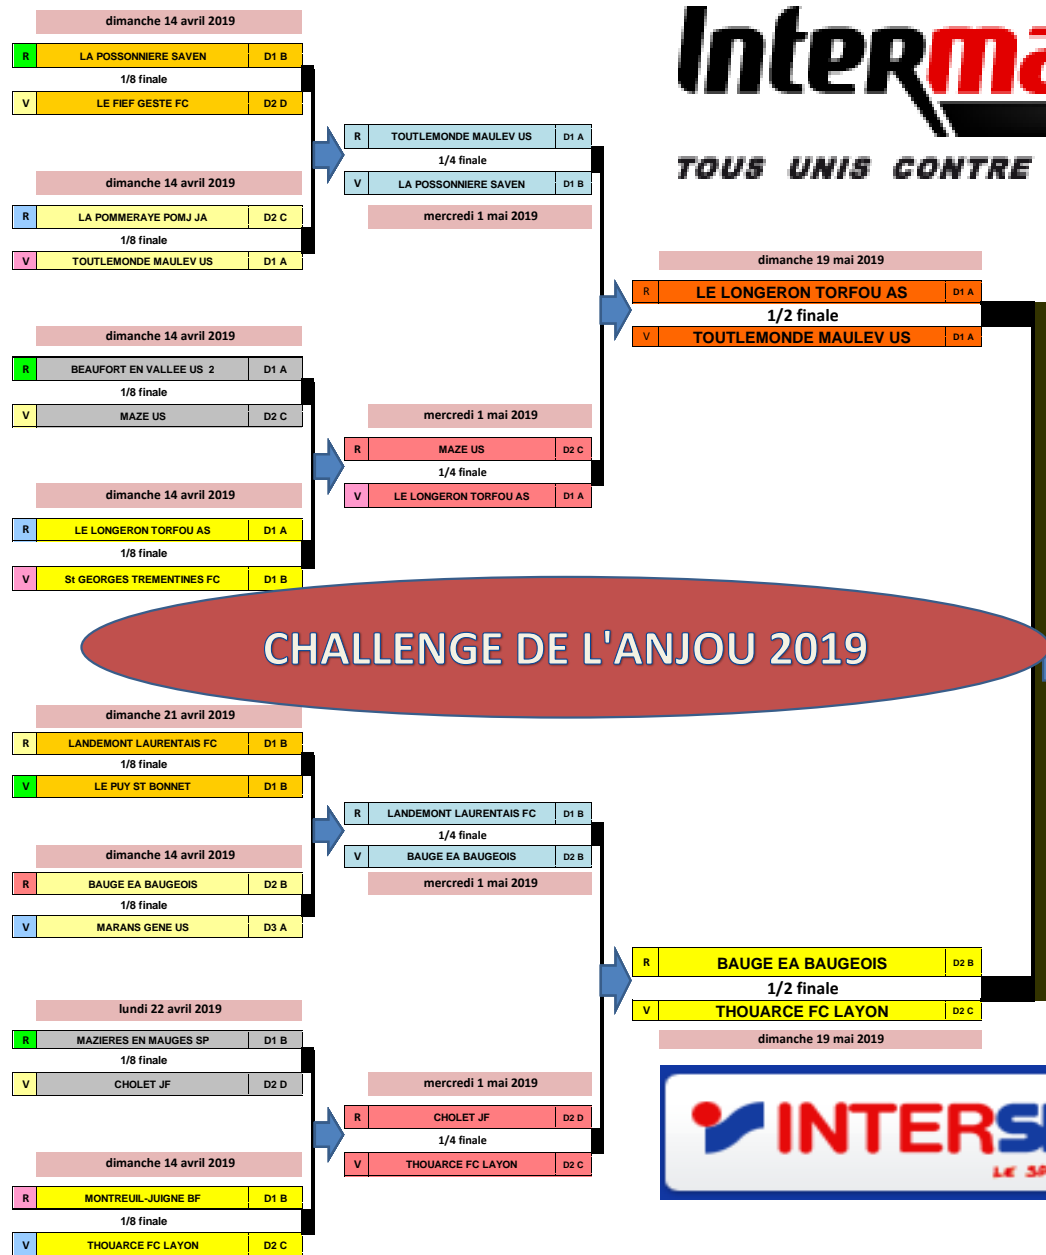 dimanche 14 avril 2019
R LA POSSONNIERE SAVEN D1 B
1/8 finale
V LE FIEF GESTE FC D2 D
dimanche 14 avril 2019
R LA POMMERAYE POMJ JA D2 C
1/8 finale
V TOUTLEMONDE MAULEV US D1 A
dimanche 14 avril 2019
R BEAUFORT EN VALLEE US 2 D1 A
1/8 finale
V MAZE US D2 C
dimanche 14 avril 2019
R LE LONGERON TORFOU AS D1 A
1/8 finale
V St GEORGES TREMENTINES FC D1 B
R TOUTLEMONDE MAULEV US D1 A
1/4 finale
V LA POSSONNIERE SAVEN D1 B
mercredi 1 mai 2019
mercredi 1 mai 2019
R MAZE US D2 C
1/4 finale
V LE LONGERON TORFOU AS D1 A
TOUS UNIS CONTRE
dimanche 19 mai 2019
R LE LONGERON TORFOU AS D1 A
1/2 finale
V TOUTLEMONDE MAULEV US D1 A
CHALLENGE DE L'ANJOU 2019
dimanche 21 avril 2019
R LANDEMONT LAURENTAIS FC D1 B
1/8 finale
V LE PUY ST BONNET D1 B
dimanche 14 avril 2019
R BAUGE EA BAUGEOIS D2 B
1/8 finale
V MARANS GENE US D3 A
lundi 22 avril 2019
R MAZIERES EN MAUGES SP D1 B
1/8 finale
V CHOLET JF D2 D
dimanche 14 avril 2019
R MONTREUIL-JUIGNE BF D1 B
1/8 finale
V THOUARCE FC LAYON D2 C
R LANDEMONT LAURENTAIS FC D1 B
1/4 finale
V BAUGE EA BAUGEOIS D2 B
mercredi 1 mai 2019
mercredi 1 mai 2019
R CHOLET JF D2 D
1/4 finale
V THOUARCE FC LAYON D2 C
R BAUGE EA BAUGEOIS D2 B
1/2 finale
V THOUARCE FC LAYON D2 C
dimanche 19 mai 2019